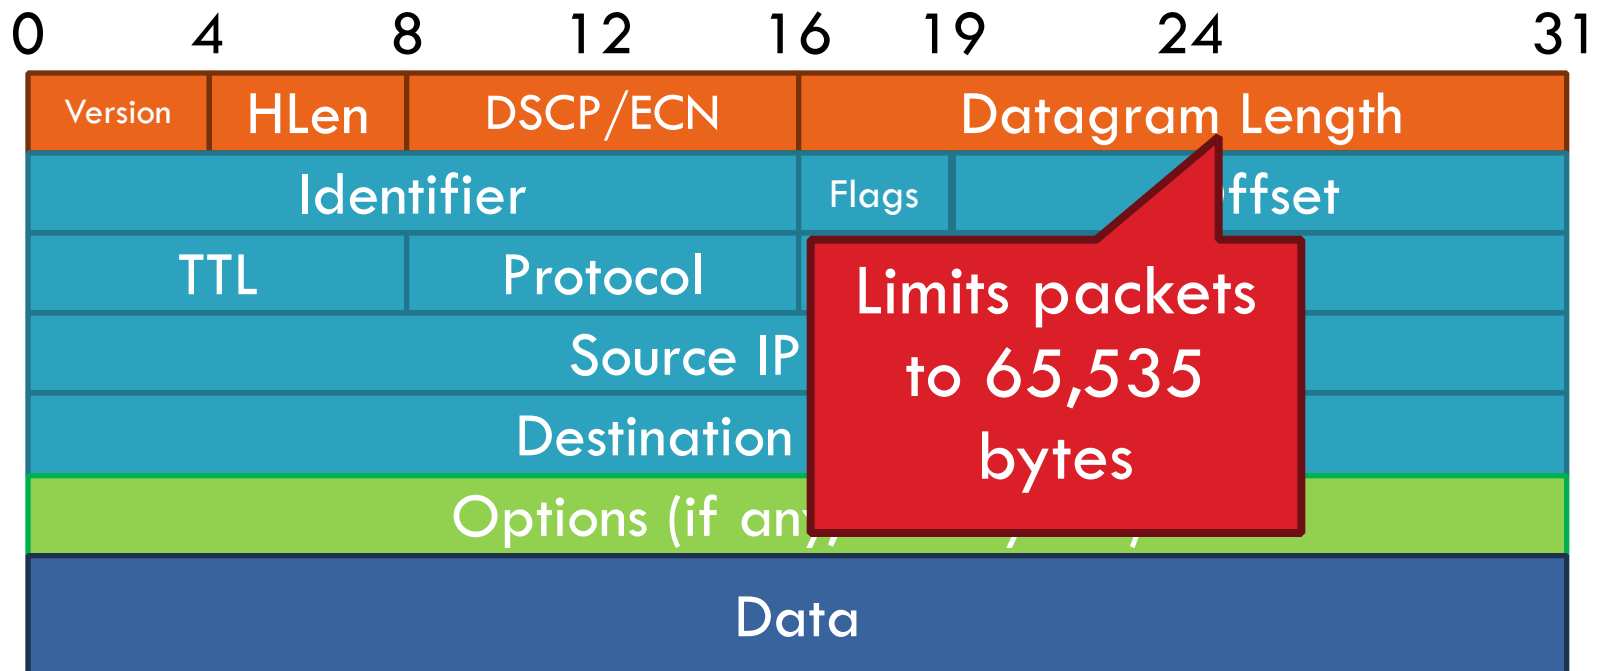 0 4 8 12 16 19 24 31
Version HLen DSCP/ECN Datagram Length
Identifier Flags ffset
TTL Protocol
Source IP
Destination
Limits packets
to 65,535
bytes
Options (if any
Data